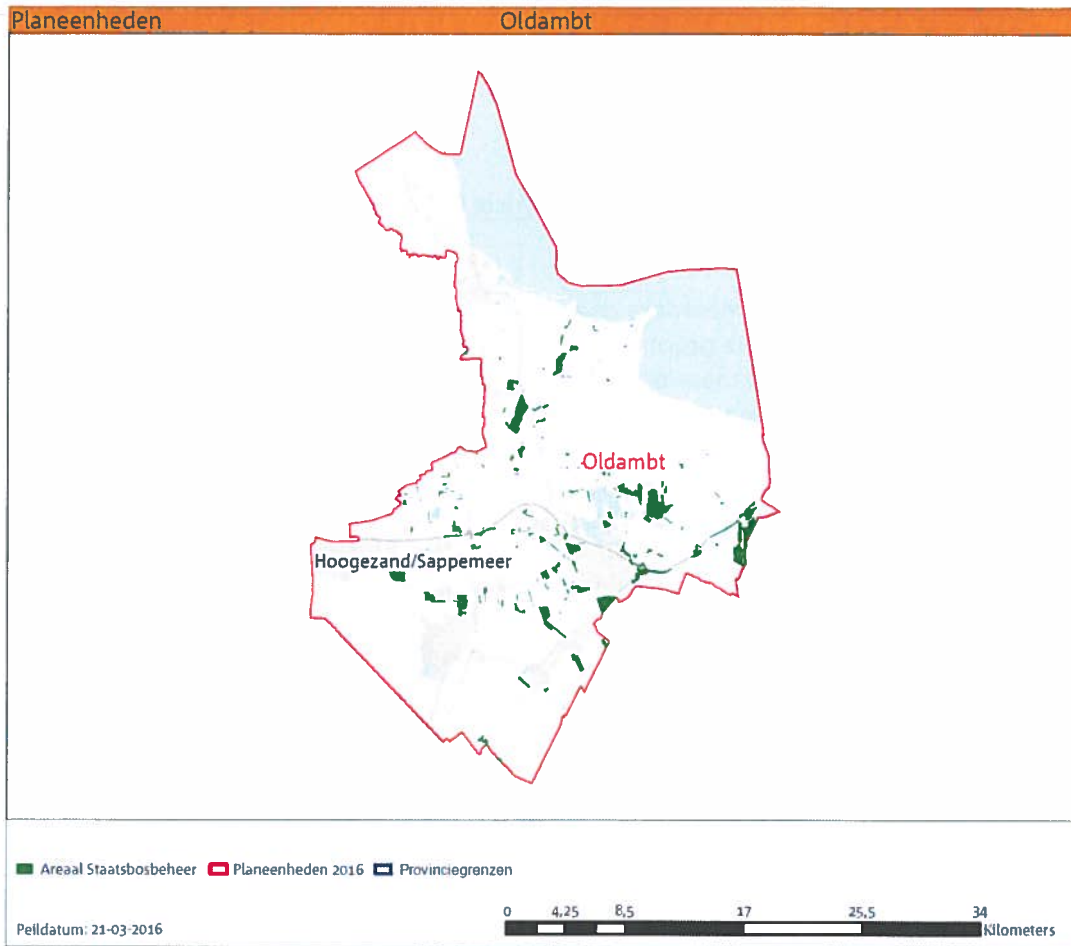 Planeenheden Oldambt
Oldambt
Hoogezand/Sappemeer
Areaal Staatsbosbeheer Planeenheden 2016 Provinciegrenzen
Peildatum: 21-03-2016
0 4,25 8,5 17 25,5 34
Kilometers